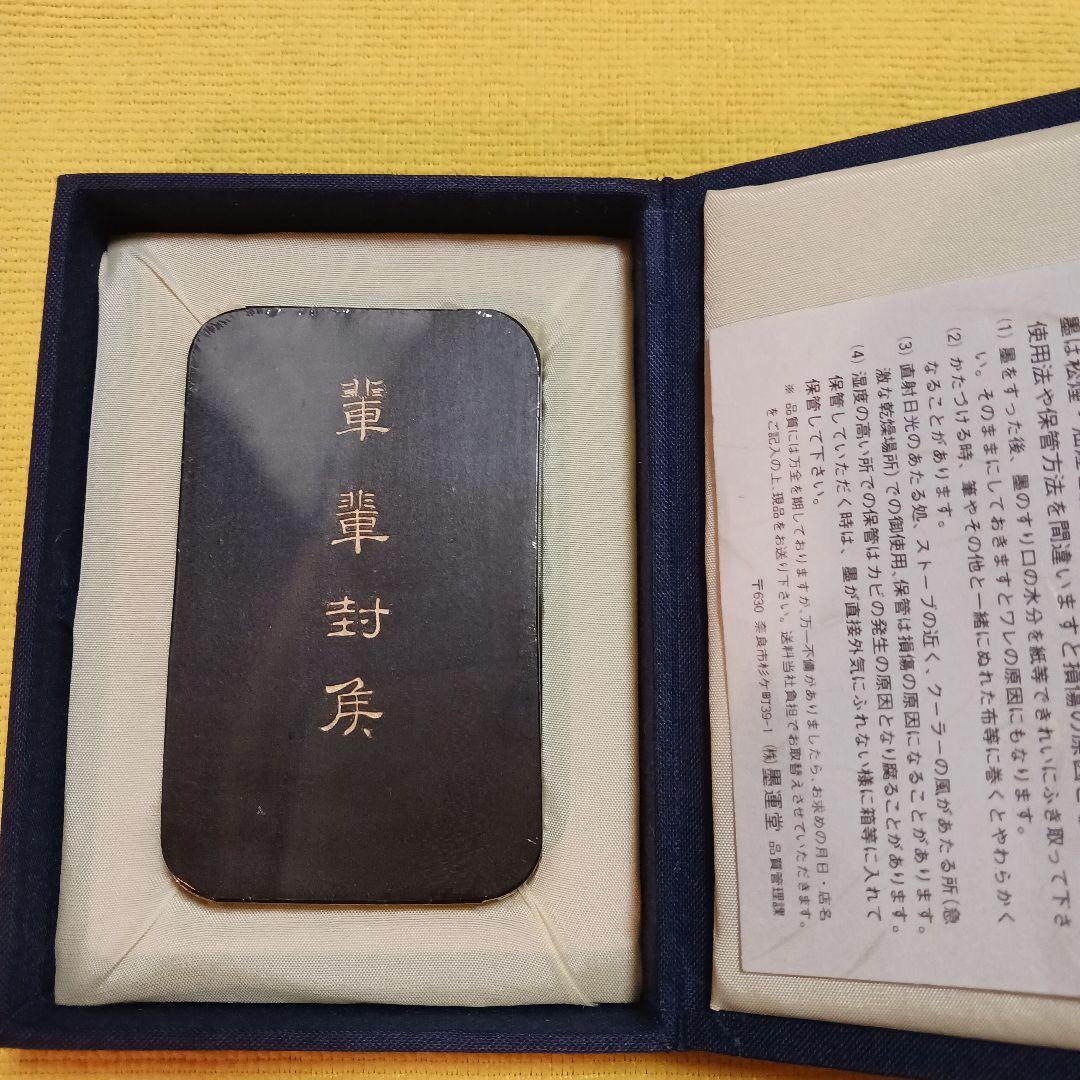 輩輩封矦
墨は松煙
使用法や保管方法を間違いますと損傷の原因と
(1) 墨をすった後、墨のすり口の水分を紙等できれいにふき取って下さ
い。そのままにしておきますとワレの原因にもなります。
(2) かたづける時、筆やその他と一緒にぬれた布等に巻くとやわらかく
なることがあります。
(3) 直射日光のあたる処、ストーブの近く、クーラーの風があたる所(急
激な乾燥場所)での御使用、保管は損傷の原因になることがあります。
(4) 湿度の高い所での保管はカビの発生の原因となり腐ることがあります。
保管していただく時は、墨が直接外気にふれない様に箱等に入れて
保管して下さい。
※ 品質には万全を期しておりますが、万一不備がありましたら、お求めの月日・店名
をご記入の上、現品をお送り下さい。送料当社負担でお取替えさせていただきます。
〒630 奈良市杉ケ町39-1 (株)墨運堂 品質管理課